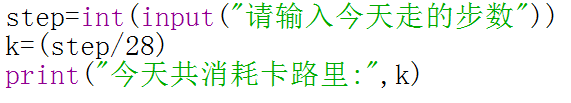 step=int(input("请输入今天走的步数"))
k=(step/28)
print("今天共消耗卡路里:",k)